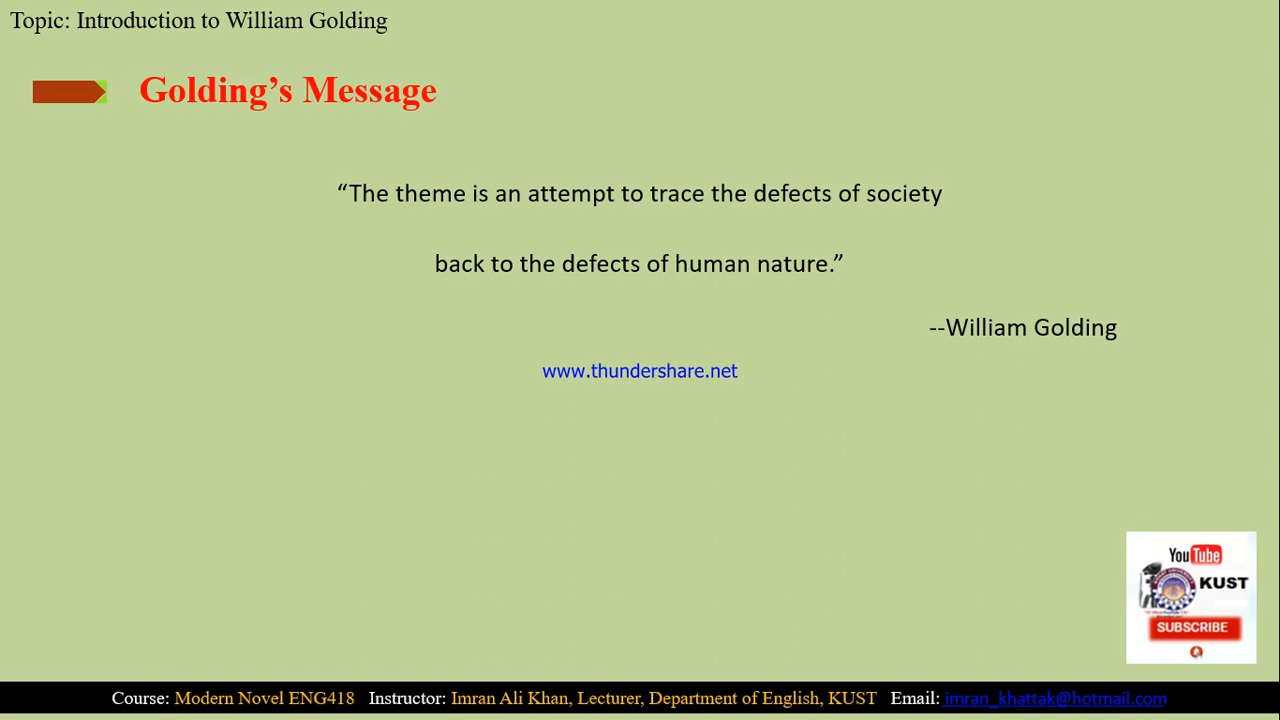 Topic: Introduction to William Golding
Golding’s Message
“The theme is an attempt to trace the defects of society
back to the defects of human nature.”
--William Golding
www.thundershare.net
YouTube
KUST
SUBSCRIBE
Course: Modern Novel ENG418 Instructor: Imran Ali Khan, Lecturer, Department of English, KUST Email: imran_khattak@hotmail.com